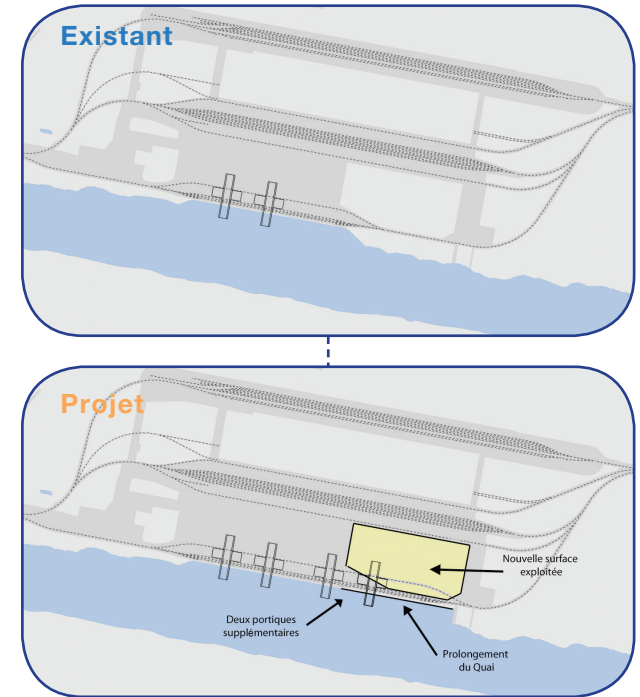 Existant
Projet
Nouvelle surface
exploitée
Deux portiques
supplémentaires
Prolongement
du Quai